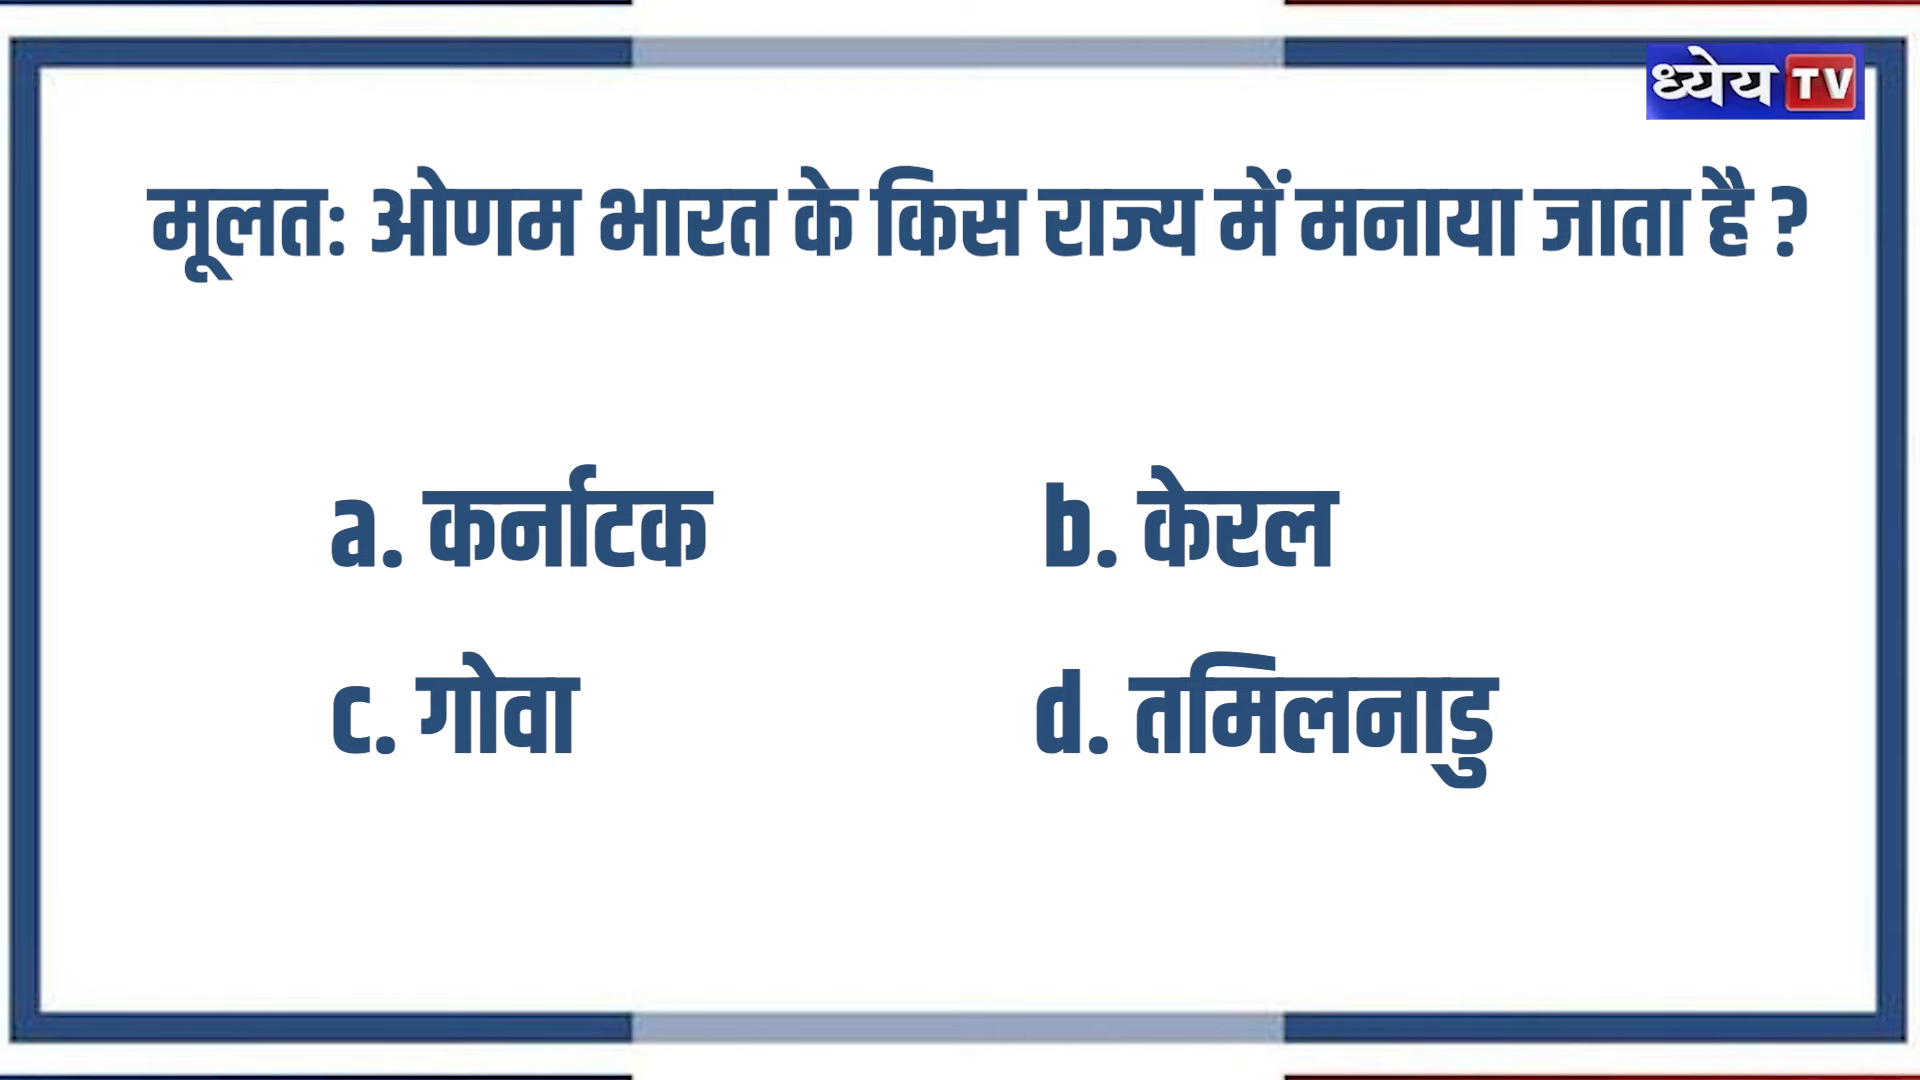 ध्येय TV
मूलतः ओणम भारत के किस राज्य में मनाया जाता है ?
a. कर्नाटक b. केरल
c. गोवा d. तमिलनाडु